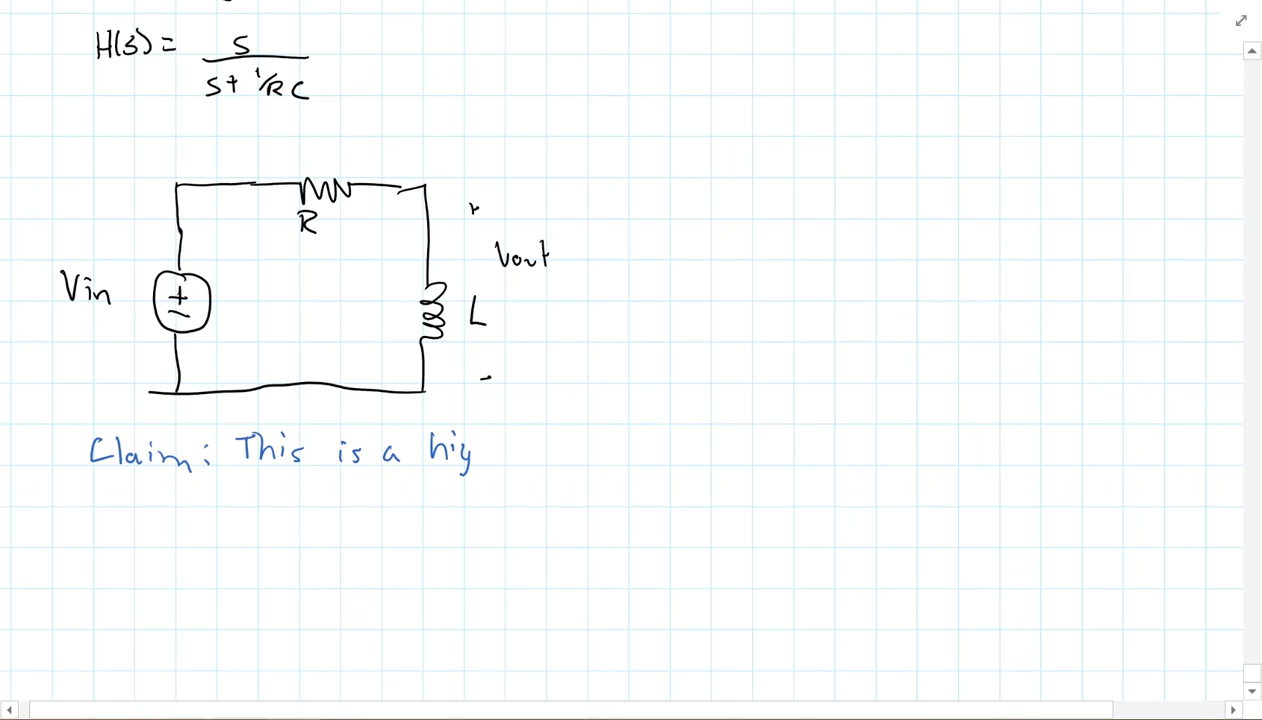 H(s) = s / (s + 1/RC)
R
+
Vout
Vin
+
-
L
-
Claim: This is a hig